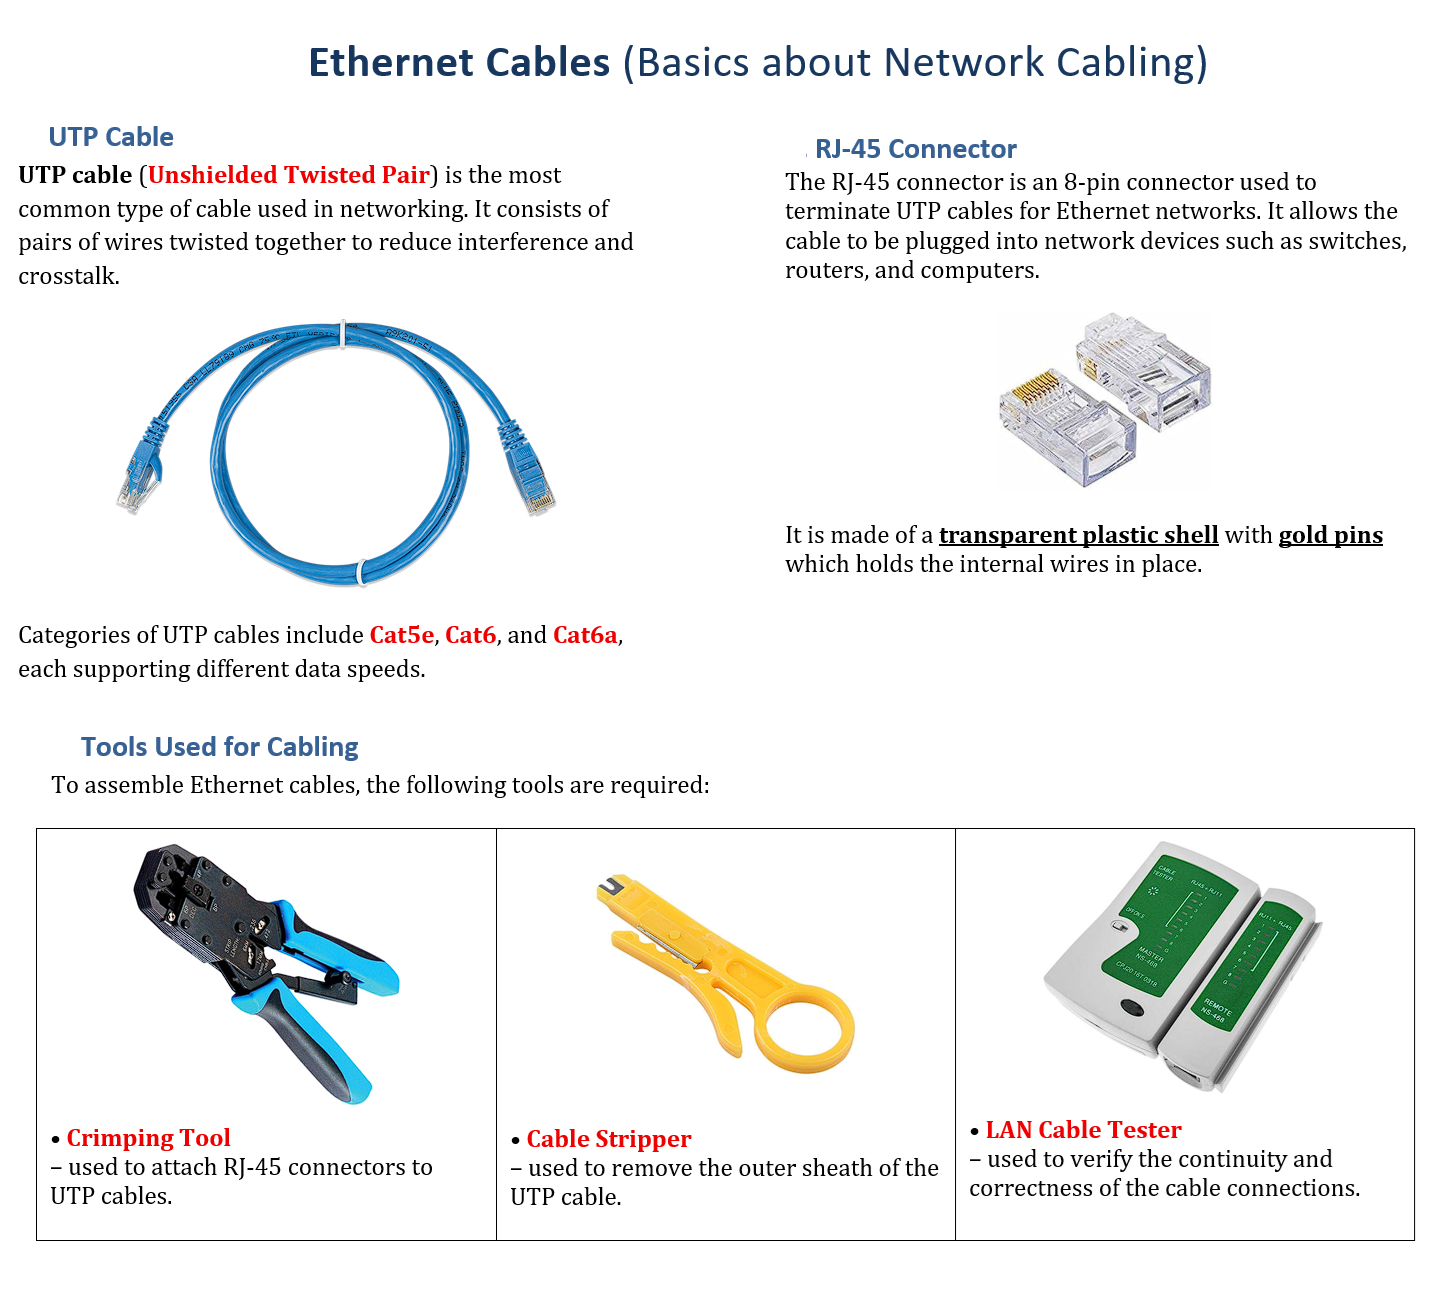 Ethernet Cables (Basics about Network Cabling)
UTP Cable
UTP cable (Unshielded Twisted Pair) is the most
common type of cable used in networking. It consists of
pairs of wires twisted together to reduce interference and
crosstalk.
Categories of UTP cables include Cat5e, Cat6, and Cat6a,
each supporting different data speeds.
RJ-45 Connector
The RJ-45 connector is an 8-pin connector used to
terminate UTP cables for Ethernet networks. It allows the
cable to be plugged into network devices such as switches,
routers, and computers.
It is made of a transparent plastic shell with gold pins
which holds the internal wires in place.
Tools Used for Cabling
To assemble Ethernet cables, the following tools are required:
• Crimping Tool
– used to attach RJ-45 connectors to
UTP cables.
• Cable Stripper
– used to remove the outer sheath of the
UTP cable.
CABLE
TESTER
RJ45 + RJ11
MASTER
NS-468
RJ11 + RJ45
REMOTE
NS-468
• LAN Cable Tester
– used to verify the continuity and
correctness of the cable connections.